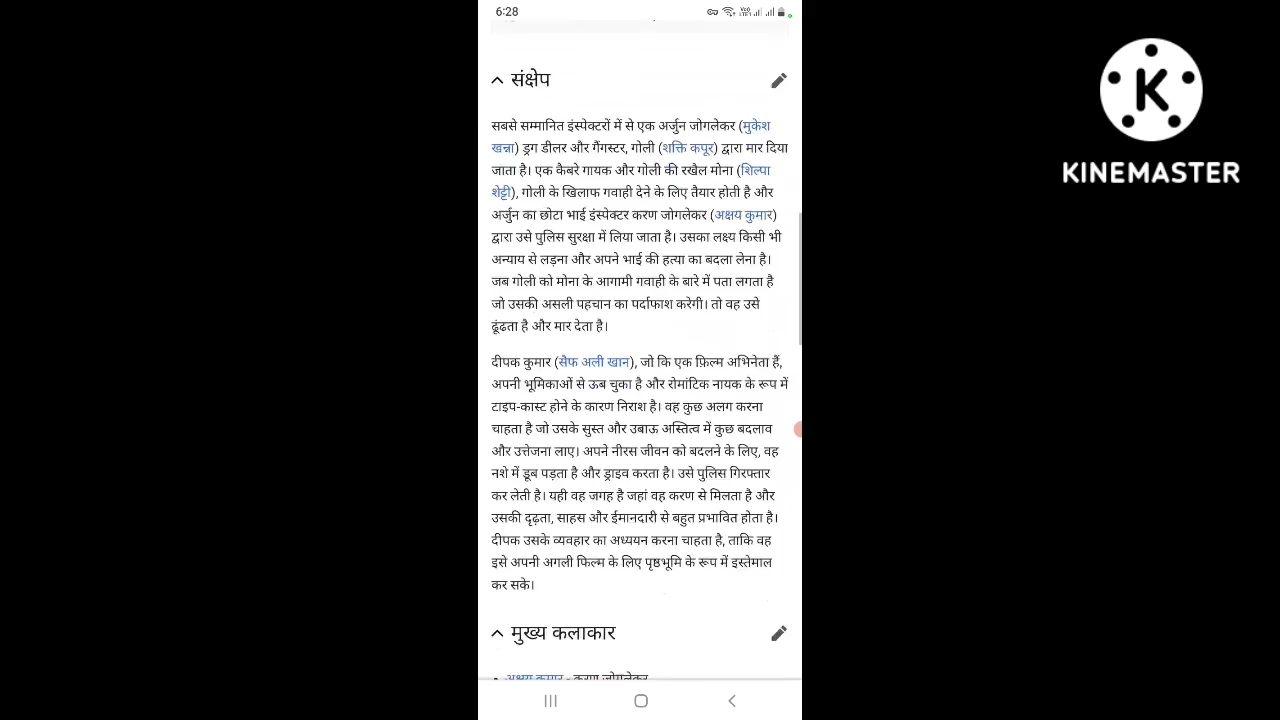 6:28
संक्षेप
सबसे सम्मानित इंस्पेक्टरों में से एक अर्जुन जोगलेकर (मुकेश
खन्ना) ड्रग डीलर और गैंगस्टर, गोली (शक्ति कपूर) द्वारा मार दिया
जाता है। एक कैबरे गायक और गोली की रखैल मोना (शिल्पा
शेट्टी), गोली के खिलाफ गवाही देने के लिए तैयार होती है और
अर्जुन का छोटा भाई इंस्पेक्टर करण जोगलेकर (अक्षय कुमार)
द्वारा उसे पुलिस सुरक्षा में लिया जाता है। उसका लक्ष्य किसी भी
अन्याय से लड़ना और अपने भाई की हत्या का बदला लेना है।
जब गोली को मोना के आगामी गवाही के बारे में पता लगता है
जो उसकी असली पहचान का पर्दाफाश करेगी। तो वह उसे
ढूंढता है और मार देता है।
दीपक कुमार (सैफ अली खान), जो कि एक फ़िल्म अभिनेता हैं,
अपनी भूमिकाओं से ऊब चुका है और रोमांटिक नायक के रूप में
टाइप-कास्ट होने के कारण निराश है। वह कुछ अलग करना
चाहता है जो उसके सुस्त और उबाऊ अस्तित्व में कुछ बदलाव
और उत्तेजना लाए। अपने नीरस जीवन को बदलने के लिए, वह
नशे में डूब पड़ता है और ड्राइव करता है। उसे पुलिस गिरफ्तार
कर लेती है। यही वह जगह है जहां वह करण से मिलता है और
उसकी दृढ़ता, साहस और ईमानदारी से बहुत प्रभावित होता है।
दीपक उसके व्यवहार का अध्ययन करना चाहता है, ताकि वह
इसे अपनी अगली फिल्म के लिए पृष्ठभूमि के रूप में इस्तेमाल
कर सके।
मुख्य कलाकार
अक्षय कुमार - करण जोगलेकर
K
KINEMASTER